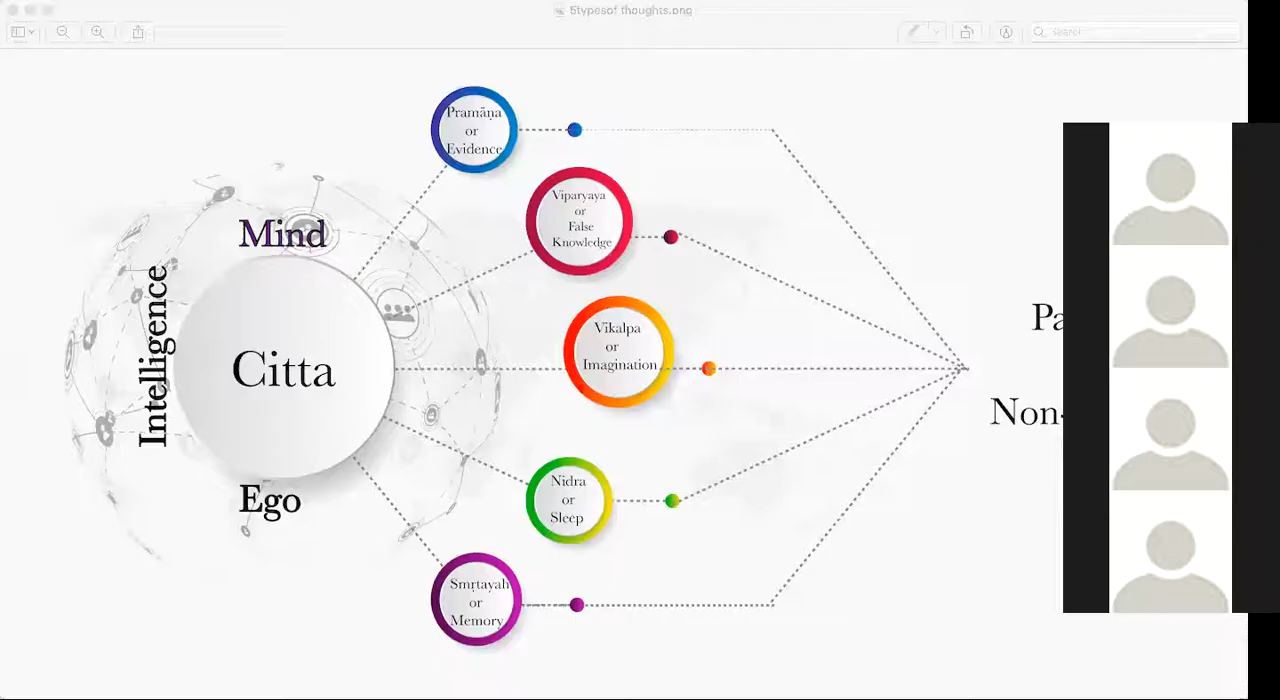 5typesof thoughts.png
Search
Pramāṇa
or
Evidence
Viparyaya
or
False
Knowledge
Mind
Intelligence
Citta
Ego
Vikalpa
or
Imagination
Nidra
or
Sleep
Smṛtayaḥ
or
Memory
Pa
Non-